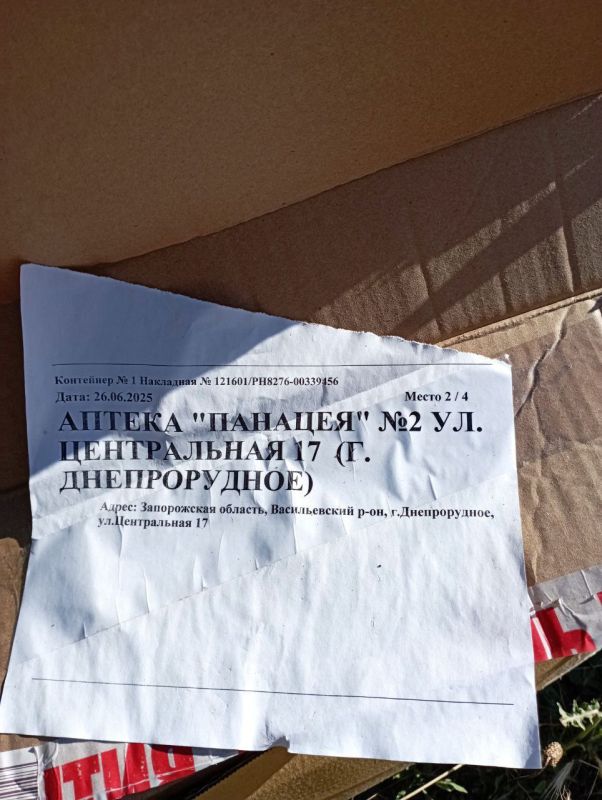 Контейнер № 1 Накладная № 121601/РН8276-00339456
Дата: 26.06.2025 Место 2 / 4
АПТЕКА "ПАНАЦЕЯ" №2 УЛ.
ЦЕНТРАЛЬНАЯ 17 (Г.
ДНЕПРОРУДНОЕ)
Адрес: Запорожская область, Васильевский р-он, г.Днепрорудное,
ул.Центральная 17